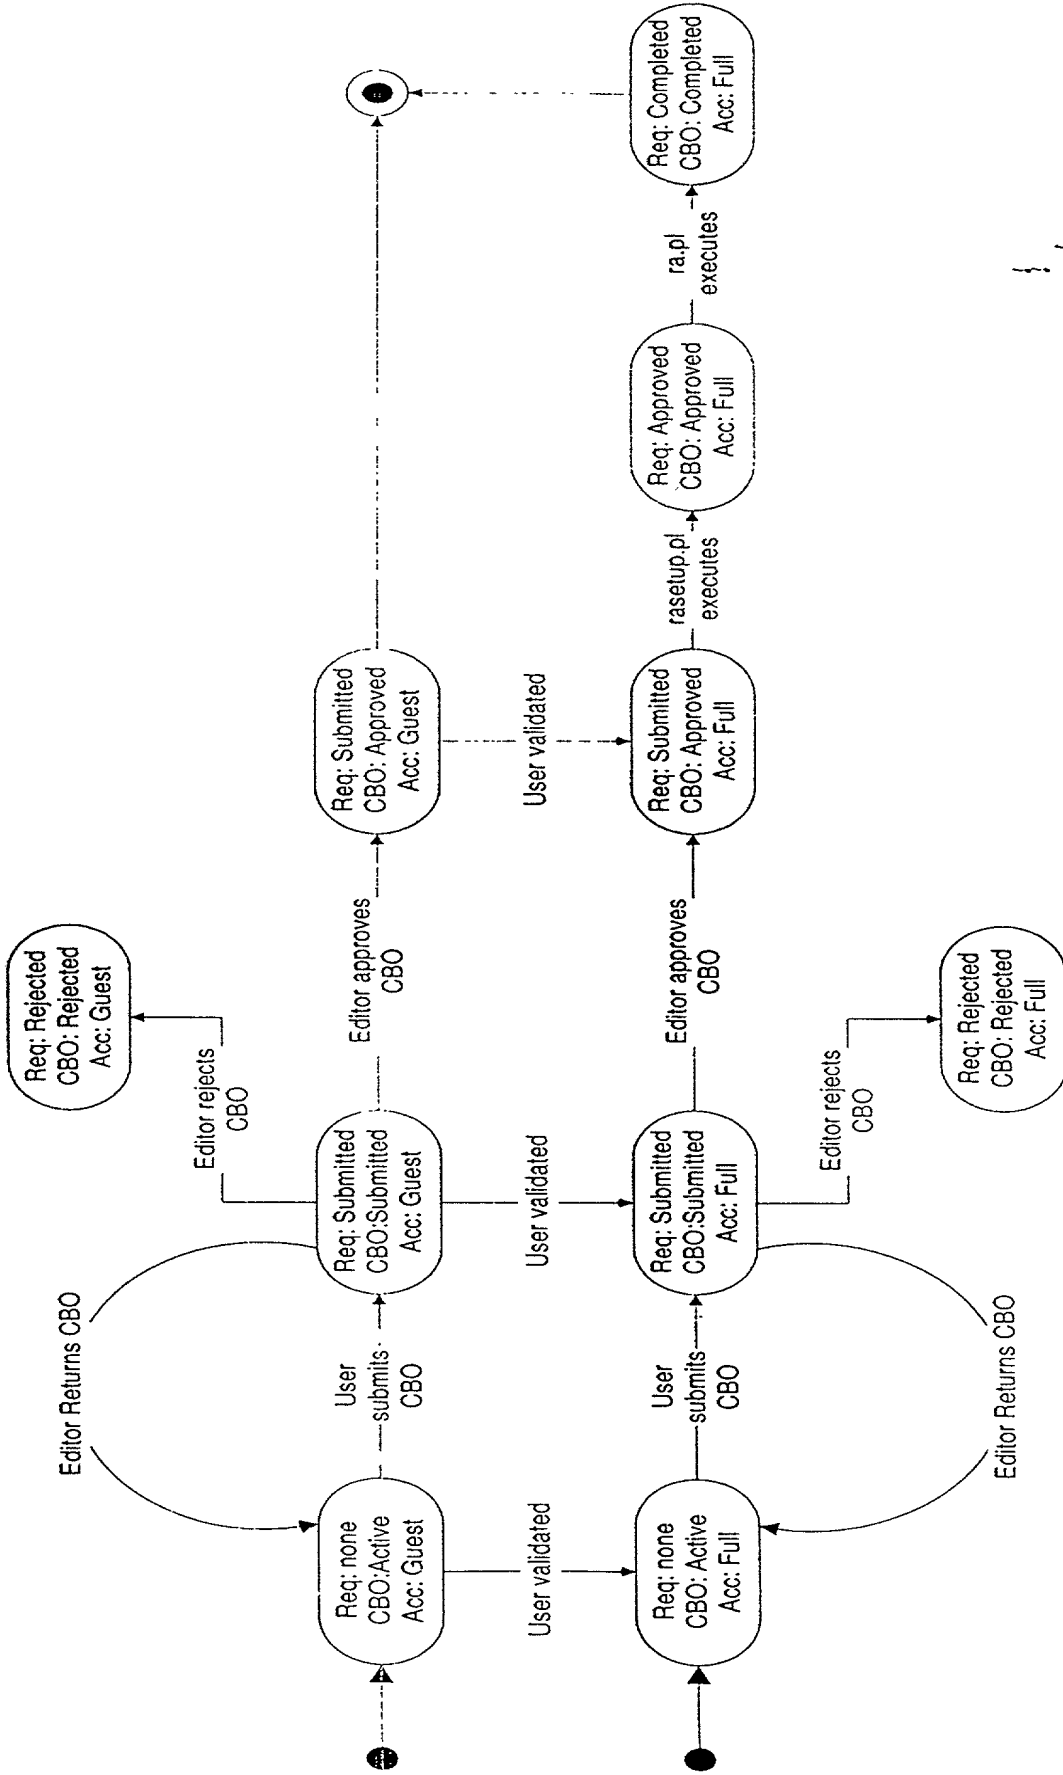 Editor Returns CBO
Editor rejects
CBO
Req: Rejected
CBO: Rejected
Acc: Guest
Req: none
CBO:Active
Acc: Guest
User
submits
CBO
Req: Submitted
CBO:Submitted
Acc: Guest
Editor approves
CBO
Req: Submitted
CBO: Approved
Acc: Guest
User validated
User validated
User validated
Req: none
CBO: Active
Acc: Full
User
submits
CBO
Req: Submitted
CBO:Submitted
Acc: Full
Editor approves
CBO
Req: Submitted
CBO: Approved
Acc: Full
rasetup.pl
executes
Req: Approved
CBO: Approved
Acc: Full
ra.pl
executes
Req: Completed
CBO: Completed
Acc: Full
Editor Returns CBO
Editor rejects
CBO
Req: Rejected
CBO: Rejected
Acc: Full